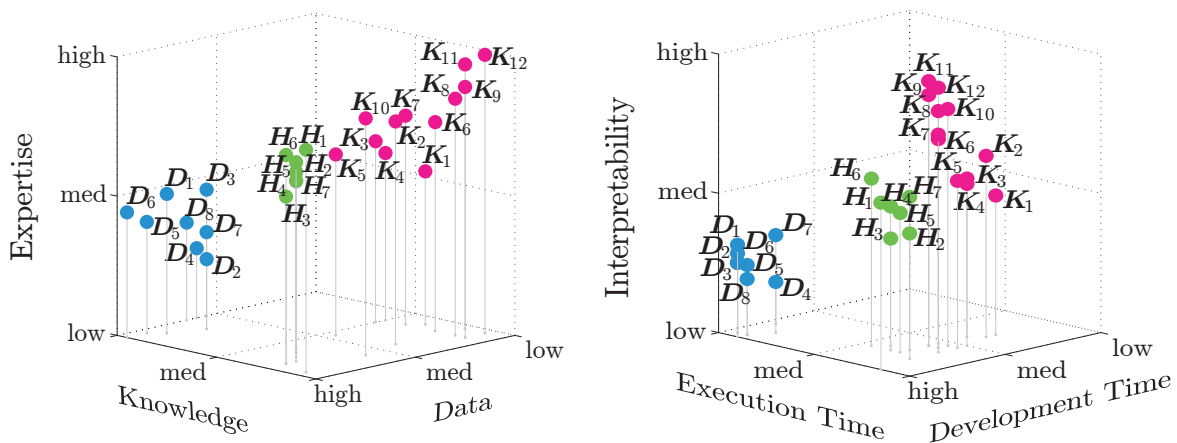 high
med
low
Expertise
med
high
Knowledge
med
low
Data
D6
D1
D3
D5
D8
D7
D4
D2
H6
H1
H5
H2
H4
H7
H3
K11
K12
K8
K9
K10
K7
K6
K3
K2
K5
K4
K1
high
med
low
Interpretability
med
high
Execution Time
med
low
Development Time
D1
D2
D6
D7
D3
D5
D8
D4
H6
H1
H4
H7
H5
H3
H2
K11
K9
K12
K8
K10
K7
K6
K2
K5
K3
K4
K1